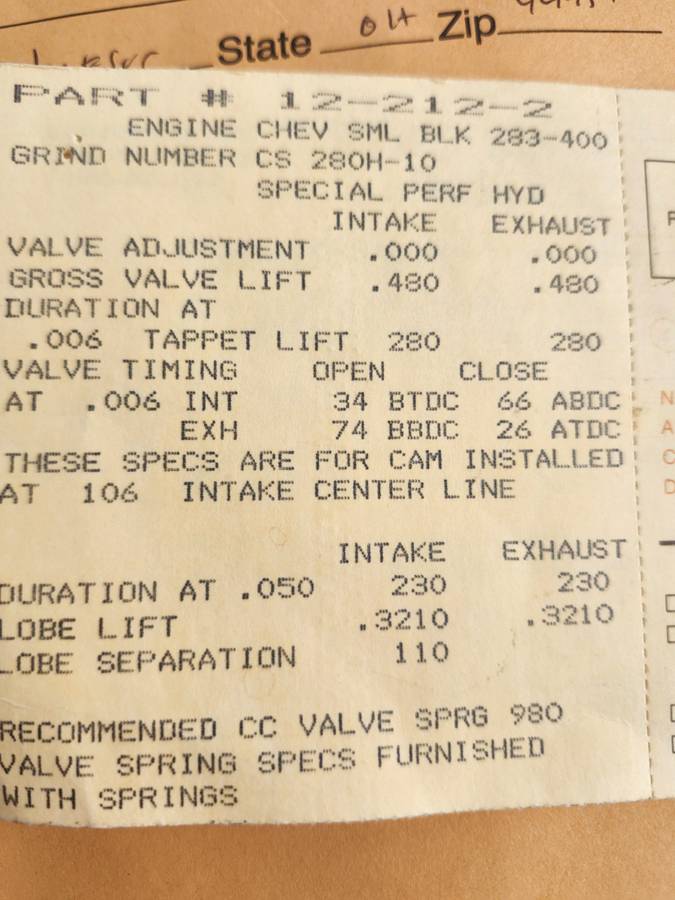 State Zip
PART # 12-212-2
ENGINE CHEV SML BLK 283-400
GRIND NUMBER CS 280H-10
SPECIAL PERF HYD
INTAKE EXHAUST
VALVE ADJUSTMENT .000 .000
GROSS VALVE LIFT .480 .480
DURATION AT
.006 TAPPET LIFT 280 280
VALVE TIMING OPEN CLOSE
AT .006 INT 34 BTDC 66 ABDC
EXH 74 BBDC 26 ATDC
THESE SPECS ARE FOR CAM INSTALLED
AT 106 INTAKE CENTER LINE
INTAKE EXHAUST
DURATION AT .050 230 230
LOBE LIFT .3210 .3210
LOBE SEPARATION 110
RECOMMENDED CC VALVE SPRG 980
VALVE SPRING SPECS FURNISHED
WITH SPRINGS